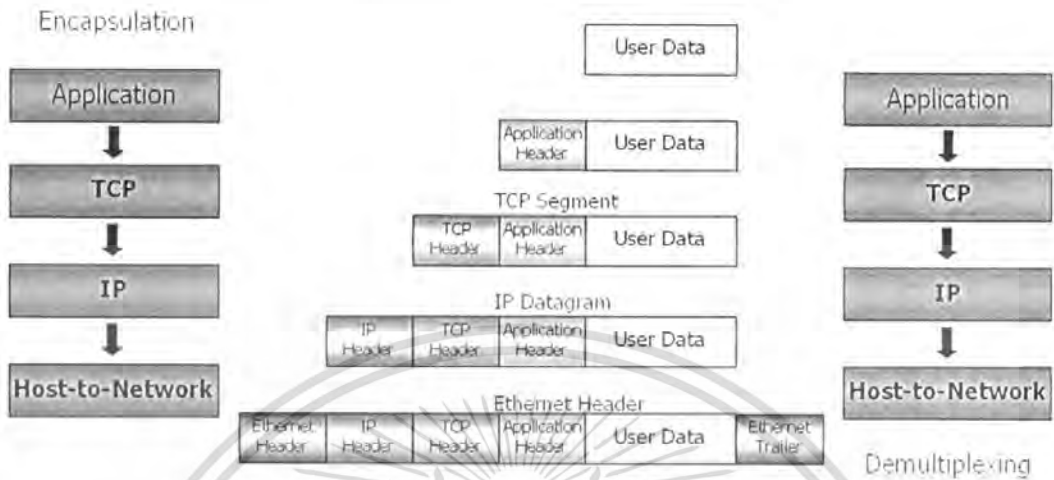 Encapsulation
Application
TCP
IP
Host-to-Network
User Data
Application
Header
User Data
TCP Segment
TCP
Header
Application
Header
User Data
IP Datagram
IP
Header
TCP
Header
Application
Header
User Data
Ethernet Header
Ethernet
Header
IP
Header
TCP
Header
Application
Header
User Data
Ethernet
Trailer
Application
TCP
IP
Host-to-Network
Demultiplexing